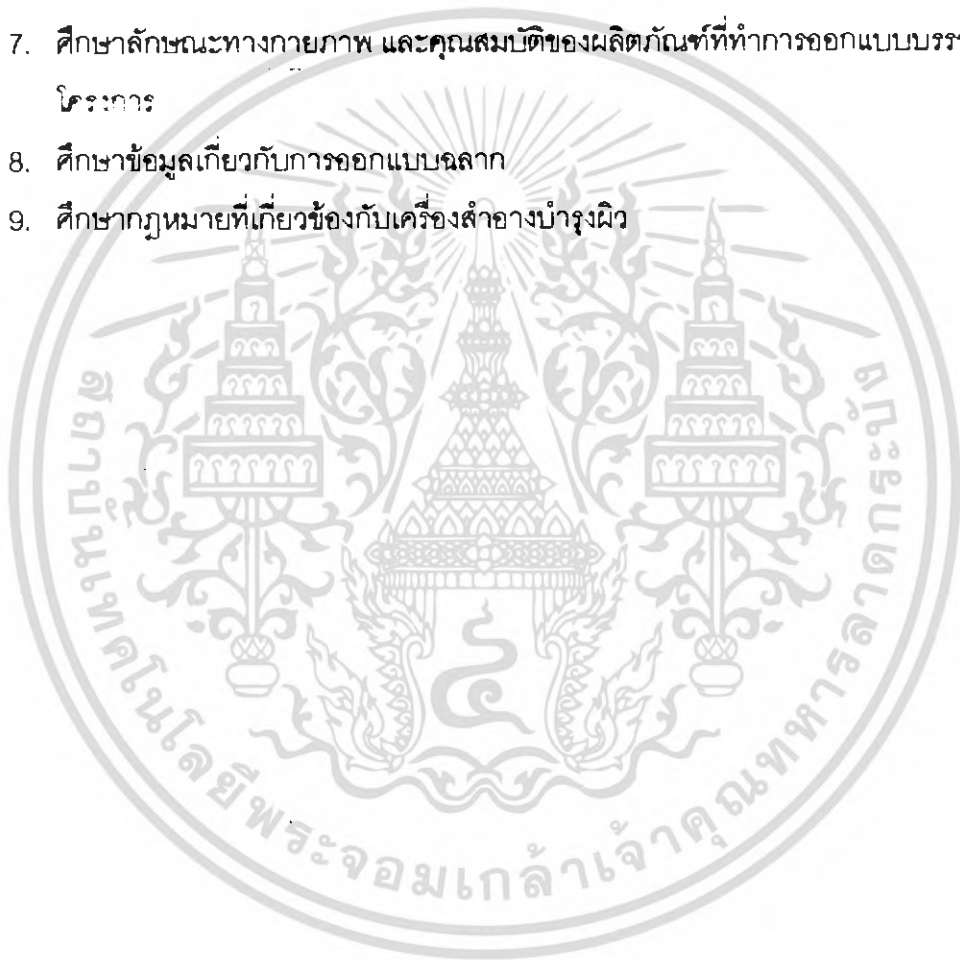 7. ศึกษาลักษณะทางกายภาพ และคุณสมบัติของผลิตภัณฑ์ที่ทำการออกแบบบรร
โครงการ
8. ศึกษาข้อมูลเกี่ยวกับการออกแบบฉลาก
9. ศึกษากฎหมายที่เกี่ยวข้องกับเครื่องสำอางบำรุงผิว
สถาบันเทคโนโลยีพระจอมเกล้าเจ้าคุณทหารลาดกระบัง
๔